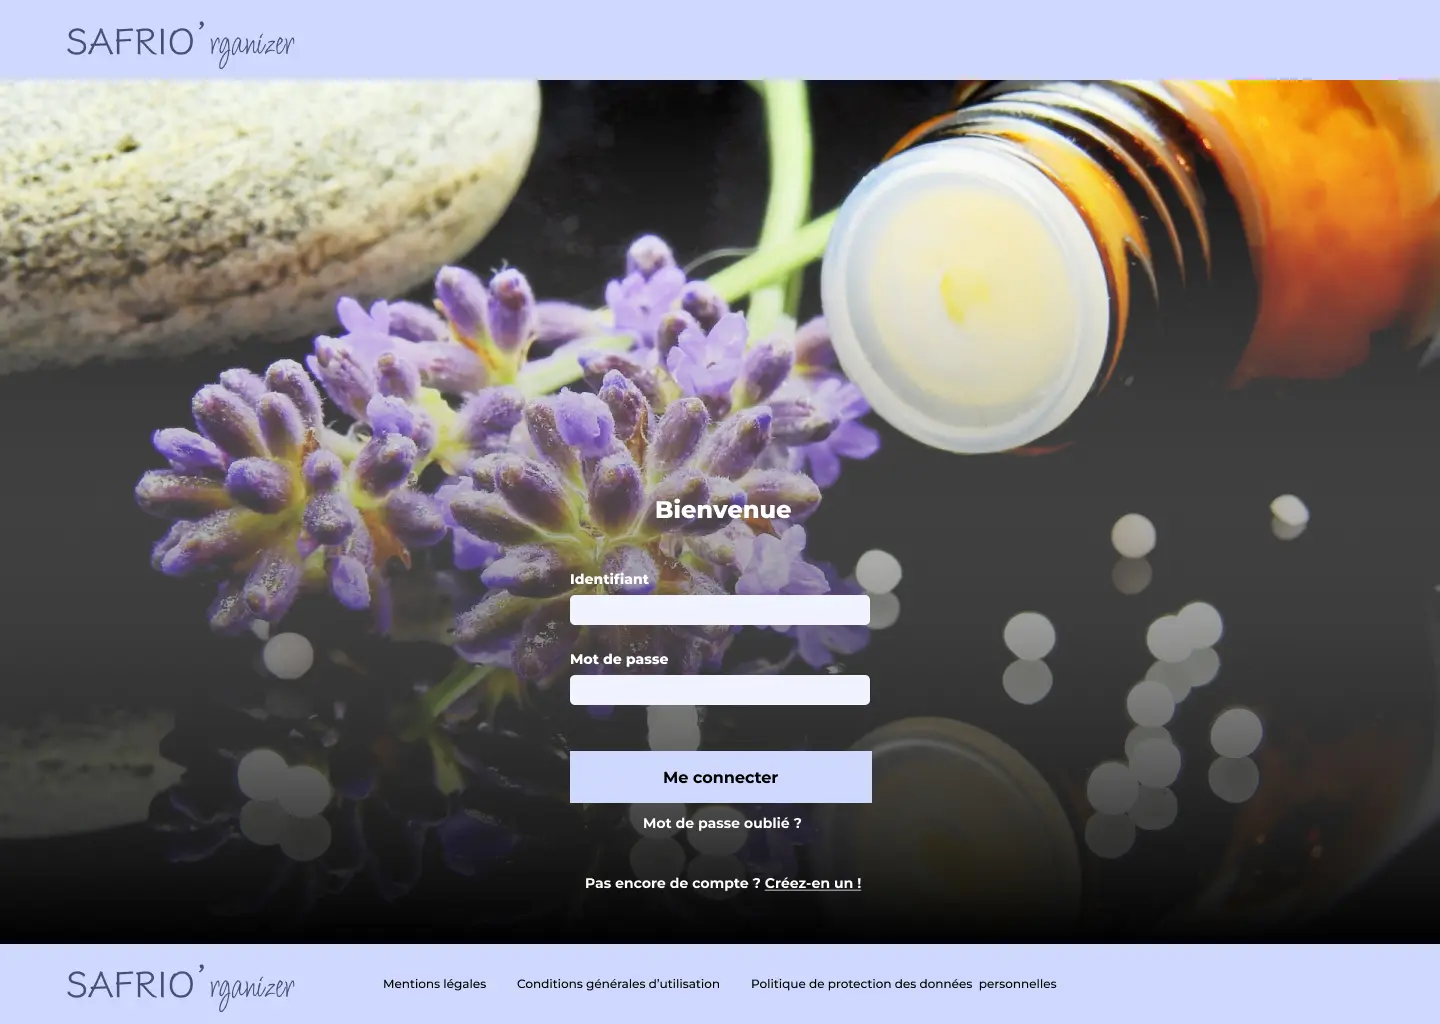 SAFRIO'rganizer
Bienvenue
Identifiant
Mot de passe
Me connecter
Mot de passe oublié ?
Pas encore de compte ? Créez-en un !
SAFRIO'rganizer
Mentions légales
Conditions générales d’utilisation
Politique de protection des données personnelles